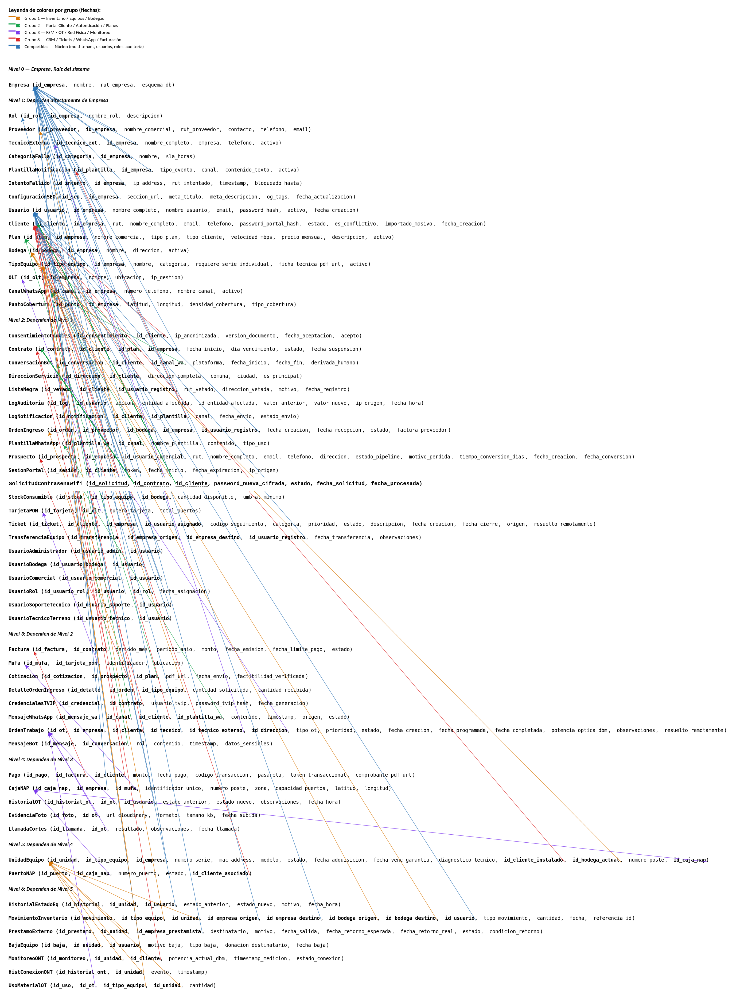 Leyenda de colores por grupo (flechas):
Grupo 1 — Inventario / Equipos / Bodegas
Grupo 2 — Portal Cliente / Autenticación / Planes
Grupo 3 — FSM / OT / Red Física / Monitoreo
Grupo 8 — CRM / Tickets / WhatsApp / Facturación
Compartidas — Núcleo (multi-tenant, usuarios, roles, auditoría)
Nivel 0 — Empresa, Raíz del sistema
Empresa (id_empresa, nombre, rut_empresa, esquema_db)
Nivel 1: Dependen directamente de Empresa
Rol (id_rol, id_empresa, nombre_rol, descripcion)
Proveedor (id_proveedor, id_empresa, nombre_comercial, rut_proveedor, contacto, telefono, email)
TecnicoExterno (id_tecnico_ext, id_empresa, nombre_completo, empresa, telefono, activo)
CategoriaFalla (id_categoria, id_empresa, nombre, sla_horas)
PlantillaNotificacion (id_plantilla, id_empresa, tipo_evento, canal, contenido_texto, activa)
IntentoFallido (id_intento, id_empresa, ip_address, rut_intentado, timestamp, bloqueado_hasta)
ConfiguracionSEO (id_seo, id_empresa, seccion_url, meta_titulo, meta_descripcion, og_tags, fecha_actualizacion)
Usuario (id_usuario, id_empresa, nombre_completo, nombre_usuario, email, password_hash, activo, fecha_creacion)
Cliente (id_cliente, id_empresa, rut, nombre_completo, email, telefono, password_portal_hash, estado, es_conflictivo, importado_masivo, fecha_creacion)
Plan (id_plan, id_empresa, nombre_comercial, tipo_plan, tipo_cliente, velocidad_mbps, precio_mensual, descripcion, activo)
Bodega (id_bodega, id_empresa, nombre, direccion, activa)
TipoEquipo (id_tipo_equipo, id_empresa, nombre, categoria, requiere_serie_individual, ficha_tecnica_pdf_url, activo)
OLT (id_olt, id_empresa, nombre, ubicacion, ip_gestion)
CanalWhatsApp (id_canal, id_empresa, numero_telefono, nombre_canal, activo)
PuntoCobertura (id_punto, id_empresa, latitud, longitud, densidad_cobertura, tipo_cobertura)
Nivel 2: Dependen de Nivel 1
ConsentimientoCookies (id_consentimiento, id_cliente, ip_anonimizada, version_documento, fecha_aceptacion, acepto)
Contrato (id_contrato, id_cliente, id_plan, id_empresa, fecha_inicio, dia_vencimiento, estado, fecha_suspension)
ConversacionBot (id_conversacion, id_cliente, id_canal_wa, plataforma, fecha_inicio, fecha_fin, derivada_humano)
DireccionServicio (id_direccion, id_cliente, direccion_completa, comuna, ciudad, es_principal)
ListaNegra (id_vetado, id_cliente, id_usuario_registro, rut_vetado, direccion_vetada, motivo, fecha_registro)
LogAuditoria (id_log, id_usuario, accion, entidad_afectada, id_entidad_afectada, valor_anterior, valor_nuevo, ip_origen, fecha_hora)
LogNotificacion (id_notificacion, id_cliente, id_plantilla, canal, fecha_envio, estado_envio)
OrdenIngreso (id_orden, id_proveedor, id_bodega, id_empresa, id_usuario_registro, fecha_creacion, fecha_recepcion, estado, factura_proveedor)
PlantillaWhatsApp (id_plantilla_wa, id_canal, nombre_plantilla, contenido, tipo_uso)
Prospecto (id_prospecto, id_empresa, id_usuario_comercial, rut, nombre_completo, email, telefono, direccion, estado_pipeline, motivo_perdida, tiempo_conversion_dias, fecha_creacion, fecha_conversion)
SesionPortal (id_sesion, id_cliente, token, fecha_inicio, fecha_expiracion, ip_origen)
SolicitudContrasenaWifi (id_solicitud, id_contrato, id_cliente, password_nueva_cifrada, estado, fecha_solicitud, fecha_procesada)
StockConsumible (id_stock, id_tipo_equipo, id_bodega, cantidad_disponible, umbral_minimo)
TarjetaPON (id_tarjeta, id_olt, numero_tarjeta, total_puertos)
Ticket (id_ticket, id_cliente, id_empresa, id_usuario_asignado, codigo_seguimiento, categoria, prioridad, estado, descripcion, fecha_creacion, fecha_cierre, origen, resuelto_remotamente)
TransferenciaEquipo (id_transferencia, id_empresa_origen, id_empresa_destino, id_usuario_registro, fecha_transferencia, observaciones)
UsuarioAdministrador (id_usuario_admin, id_usuario)
UsuarioBodega (id_usuario_bodega, id_usuario)
UsuarioComercial (id_usuario_comercial, id_usuario)
UsuarioRol (id_usuario_rol, id_usuario, id_rol, fecha_asignacion)
UsuarioSoporteTecnico (id_usuario_soporte, id_usuario)
UsuarioTecnicoTerreno (id_usuario_tecnico, id_usuario)
Nivel 3: Dependen de Nivel 2
Factura (id_factura, id_contrato, periodo_mes, periodo_anio, monto, fecha_emision, fecha_limite_pago, estado)
Mufa (id_mufa, id_tarjeta_pon, identificador, ubicacion)
Cotizacion (id_cotizacion, id_prospecto, id_plan, pdf_url, fecha_envio, factibilidad_verificada)
DetalleOrdenIngreso (id_detalle, id_orden, id_tipo_equipo, cantidad_solicitada, cantidad_recibida)
CredencialesTVIP (id_credencial, id_contrato, usuario_tvip, password_tvip_hash, fecha_generacion)
MensajeWhatsApp (id_mensaje_wa, id_canal, id_cliente, id_plantilla_wa, contenido, timestamp, origen, estado)
OrdenTrabajo (id_ot, id_empresa, id_cliente, id_tecnico, id_tecnico_externo, id_direccion, tipo_ot, prioridad, estado, fecha_creacion, fecha_programada, fecha_completada, potencia_optica_dbm, observaciones, resuelto_remotamente)
MensajeBot (id_mensaje, id_conversacion, rol, contenido, timestamp, datos_sensibles)
Nivel 4: Dependen de Nivel 3
Pago (id_pago, id_factura, id_cliente, monto, fecha_pago, codigo_transaccion, pasarela, token_transaccional, comprobante_pdf_url)
CajaNAP (id_caja_nap, id_empresa, id_mufa, identificador_unico, numero_poste, zona, capacidad_puertos, latitud, longitud)
HistorialOT (id_historial_ot, id_ot, id_usuario, estado_anterior, estado_nuevo, observaciones, fecha_hora)
EvidenciaFoto (id_foto, id_ot, url_cloudinary, formato, tamano_kb, fecha_subida)
LlamadaCortes (id_llamada, id_ot, resultado, observaciones, fecha_llamada)
Nivel 5: Dependen de Nivel 4
UnidadEquipo (id_unidad, id_tipo_equipo, id_empresa, numero_serie, mac_address, modelo, estado, fecha_adquisicion, fecha_venc_garantia, diagnostico_tecnico, id_cliente_instalado, id_bodega_actual, numero_poste, id_caja_nap)
PuertoNAP (id_puerto, id_caja_nap, numero_puerto, estado, id_cliente_asociado)
Nivel 6: Dependen de Nivel 5
HistorialEstadoEq (id_historial, id_unidad, id_usuario, estado_anterior, estado_nuevo, motivo, fecha_hora)
MovimientoInventario (id_movimiento, id_tipo_equipo, id_unidad, id_empresa_origen, id_empresa_destino, id_bodega_origen, id_bodega_destino, id_usuario, tipo_movimiento, cantidad, fecha, referencia_id)
PrestamoExterno (id_prestamo, id_unidad, id_empresa_prestamista, destinatario, motivo, fecha_salida, fecha_retorno_esperada, fecha_retorno_real, estado, condicion_retorno)
BajaEquipo (id_baja, id_unidad, id_usuario, motivo_baja, tipo_baja, donacion_destinatario, fecha_baja)
MonitoreoONT (id_monitoreo, id_unidad, id_cliente, potencia_actual_dbm, timestamp_medicion, estado_conexion)
HistConexionONT (id_historial_ont, id_unidad, evento, timestamp)
UsoMaterialOT (id_uso, id_ot, id_tipo_equipo, id_unidad, cantidad)